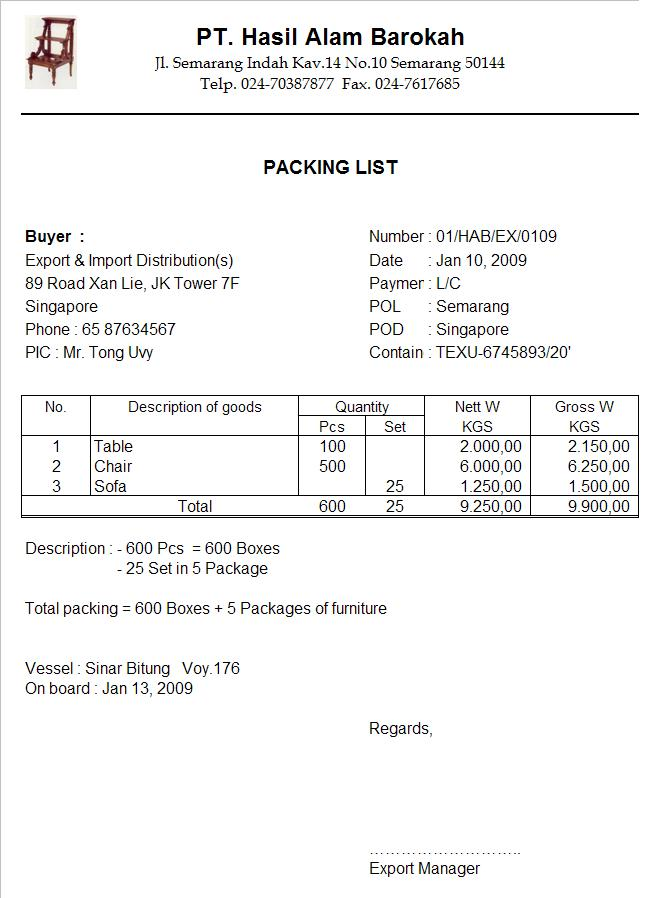 PT. Hasil Alam Barokah
Jl. Semarang Indah Kav.14 No.10 Semarang 50144
Telp. 024-70387877  Fax. 024-7617685
PACKING LIST
Buyer  :
Export & Import Distribution(s)
89 Road Xan Lie, JK Tower 7F
Singapore
Phone : 65 87634567
PIC : Mr. Tong Uvy
Number : 01/HAB/EX/0109
Date : Jan 10, 2009
Paymer : L/C
POL : Semarang
POD : Singapore
Contain : TEXU-6745893/20'
No. Description of goods Quantity Nett W Gross W
Pcs Set KGS KGS
1 Table 100 2.000,00 2.150,00
2 Chair 500 6.000,00 6.250,00
3 Sofa 25 1.250,00 1.500,00
Total 600 25 9.250,00 9.900,00
Description : - 600 Pcs  = 600 Boxes
- 25 Set in 5 Package
Total packing = 600 Boxes + 5 Packages of furniture
Vessel : Sinar Bitung   Voy.176
On board : Jan 13, 2009
Regards,
………………………..
Export Manager